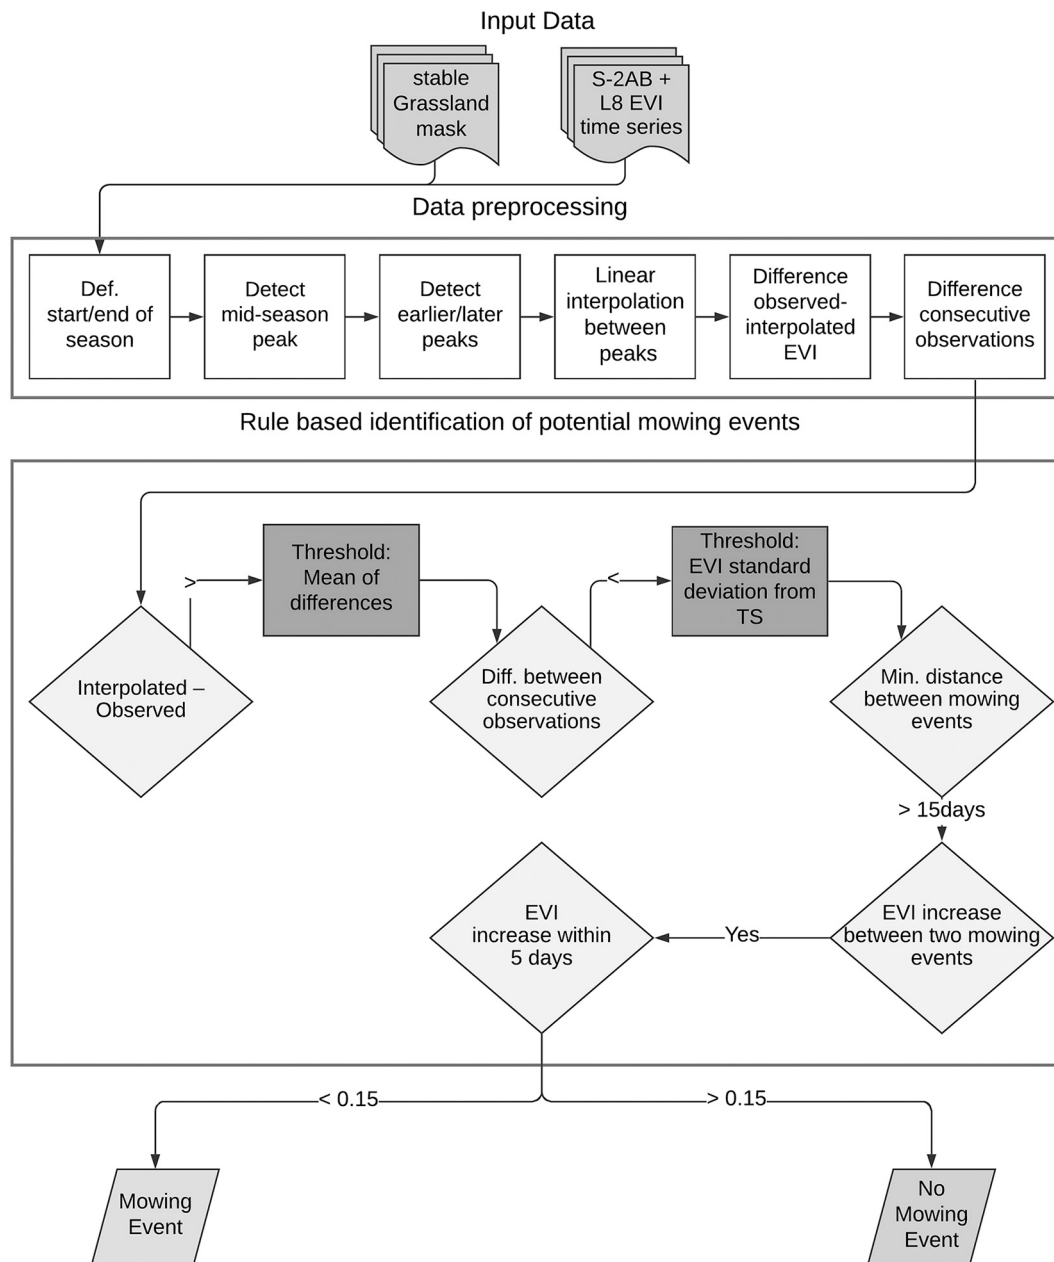 Input Data
stable
Grassland
mask
S-2AB +
L8 EVI
time series
Data preprocessing
Def.
start/end of
season
Detect
mid-season
peak
Detect
earlier/later
peaks
Linear
interpolation
between
peaks
Difference
observed-
interpolated
EVI
Difference
consecutive
observations
Rule based identification of potential mowing events
Interpolated –
Observed
>
Threshold:
Mean of
differences
Diff. between
consecutive
observations
<
Threshold:
EVI standard
deviation from
TS
Min. distance
between mowing
events
> 15days
EVI increase
between two mowing
events
Yes
EVI
increase within
5 days
< 0.15
> 0.15
Mowing
Event
No
Mowing
Event